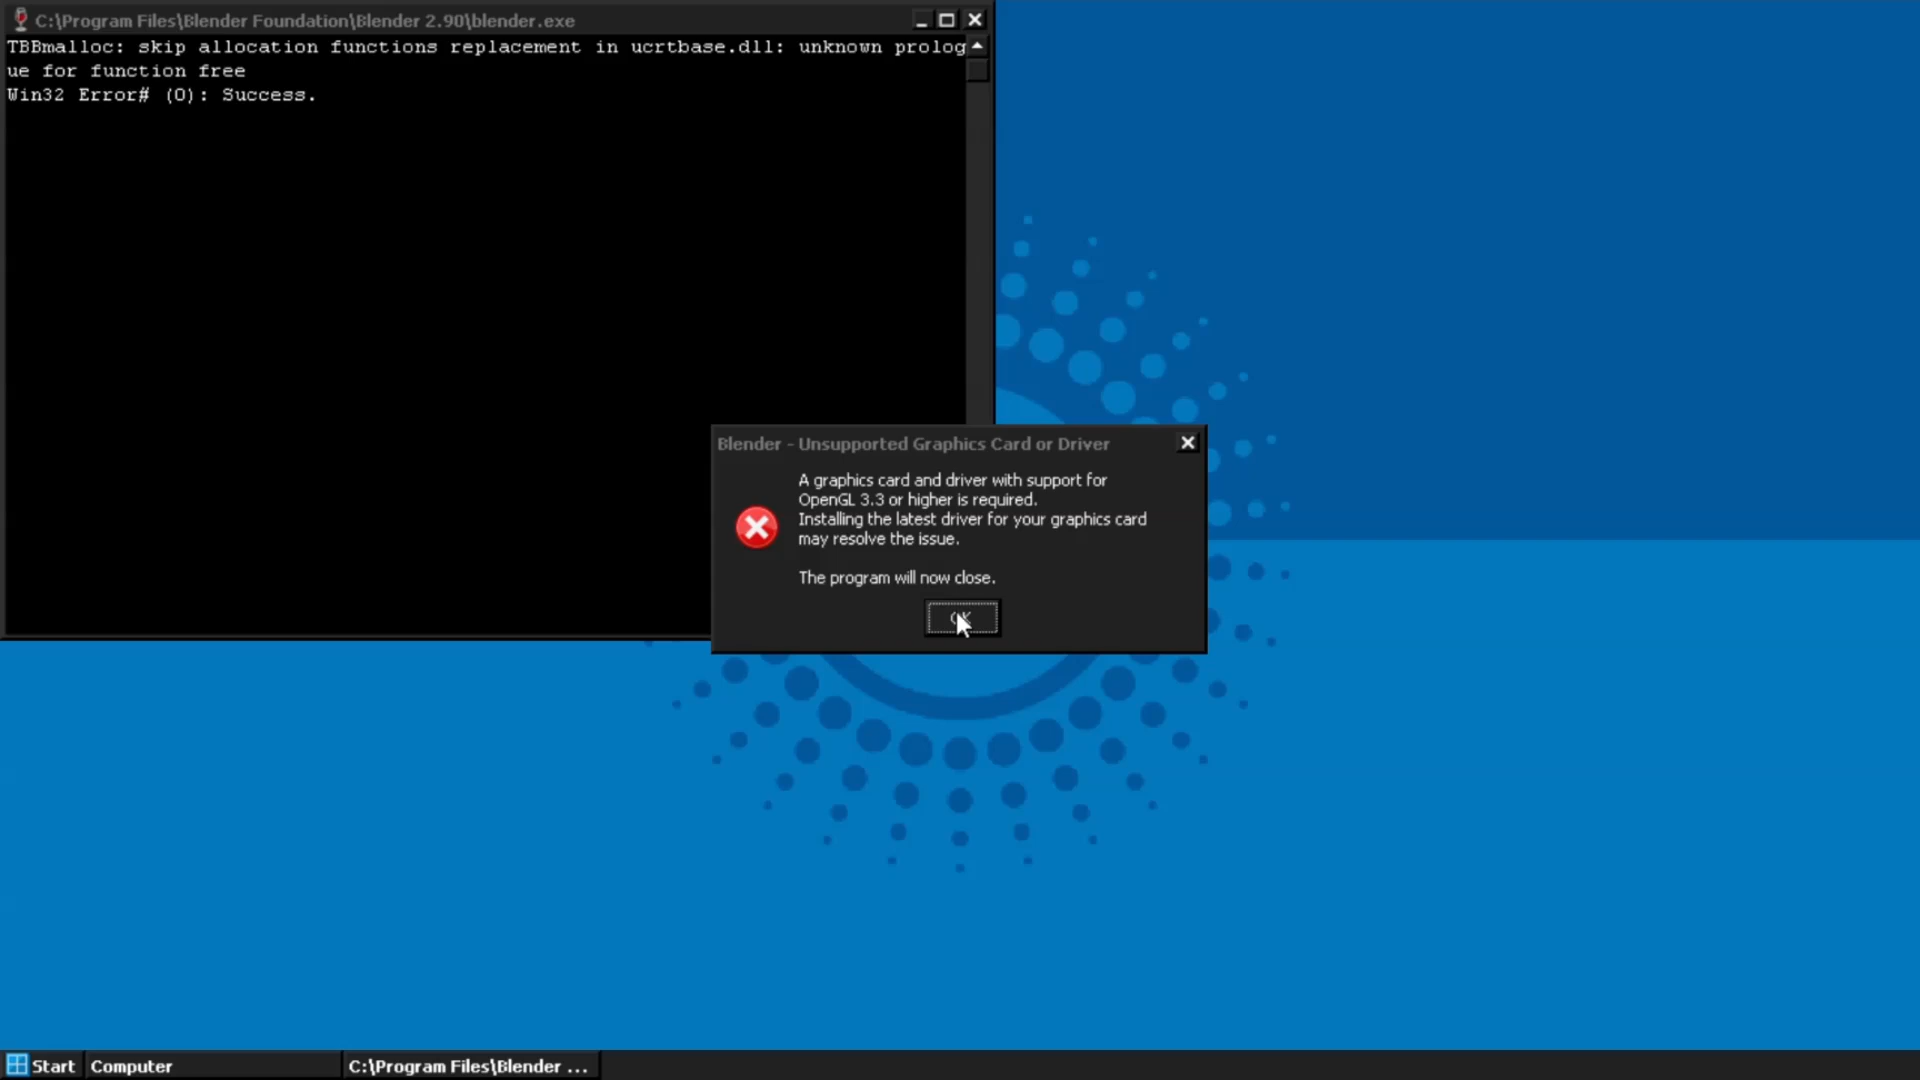 C:\Program Files\Blender Foundation\Blender 2.90\blender.exe
TBBmalloc: skip allocation functions replacement in ucrtbase.dll: unknown prolog
ue for function free
Win32 Error# (0): Success.
Blender - Unsupported Graphics Card or Driver
A graphics card and driver with support for
OpenGL 3.3 or higher is required.
Installing the latest driver for your graphics card
may resolve the issue.
The program will now close.
OK
Start
Computer
C:\Program Files\Blender ...